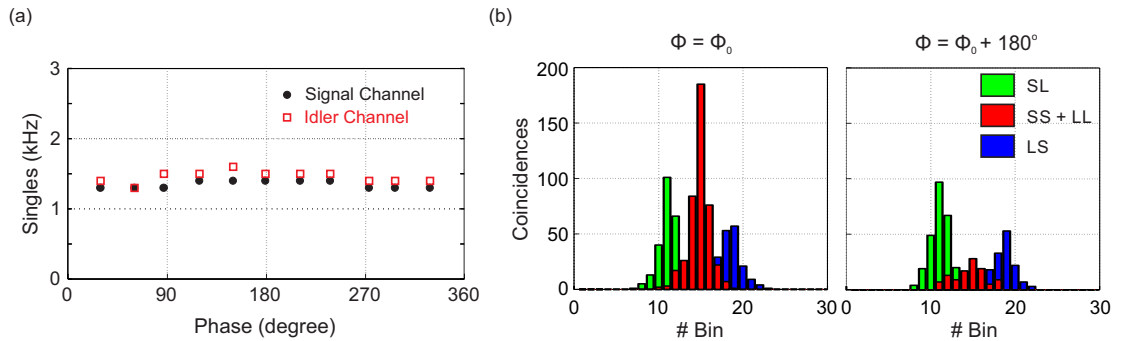 (a)
3
2
1
0
Singles (kHz)
Signal Channel
Idler Channel
0 90 180 270 360
Phase (degree)
(b)
Φ = Φ0
Φ = Φ0 + 180°
200
150
100
50
0
Coincidences
SL
SS + LL
LS
0 10 20 30
# Bin
10 20 30
# Bin